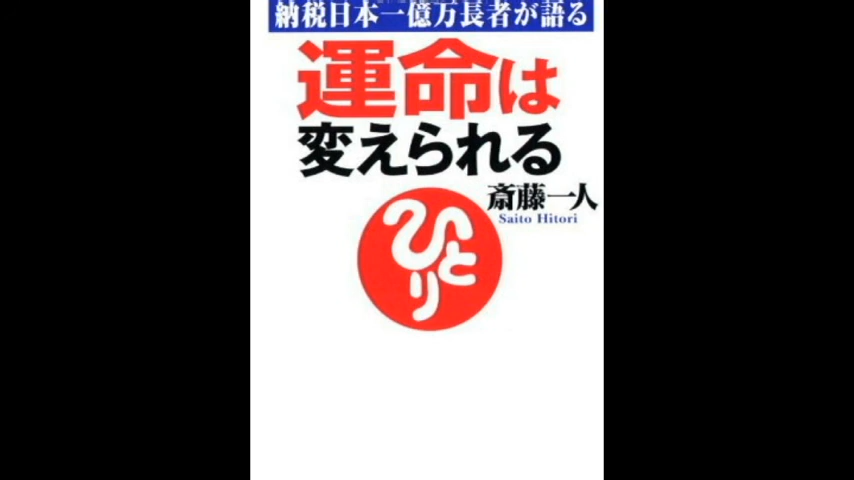 納税日本一億万長者が語る
運命は
変えられる
斎藤一人
Saito Hitori
ひとり